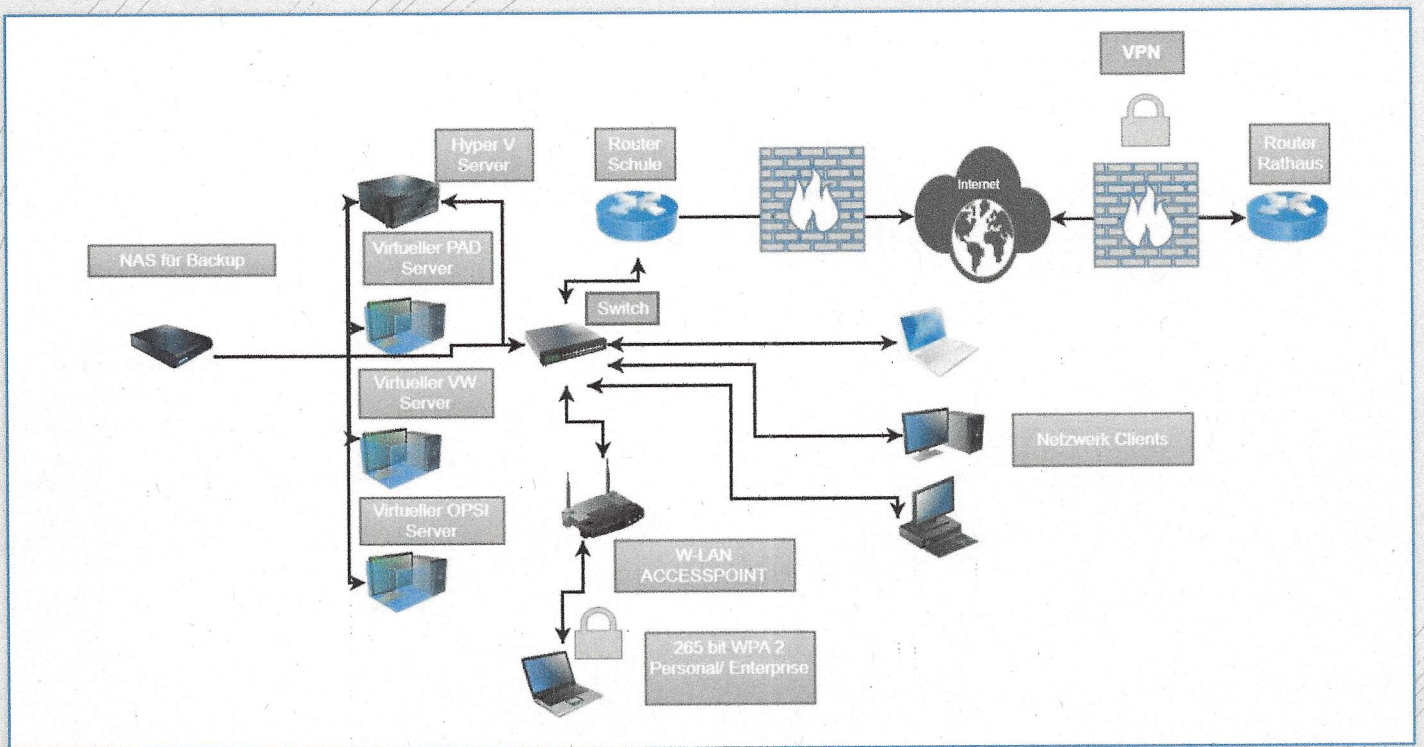 VPN
Hyper V
Server
Router
Schule
Router
Rathaus
Internet
NAS für Backup
Virtueller PAD
Server
Switch
Virtueller VW
Server
Netzwerk Clients
Virtueller OPSI
Server
W-LAN
ACCESSPOINT
265 bit WPA 2
Personal/ Enterprise